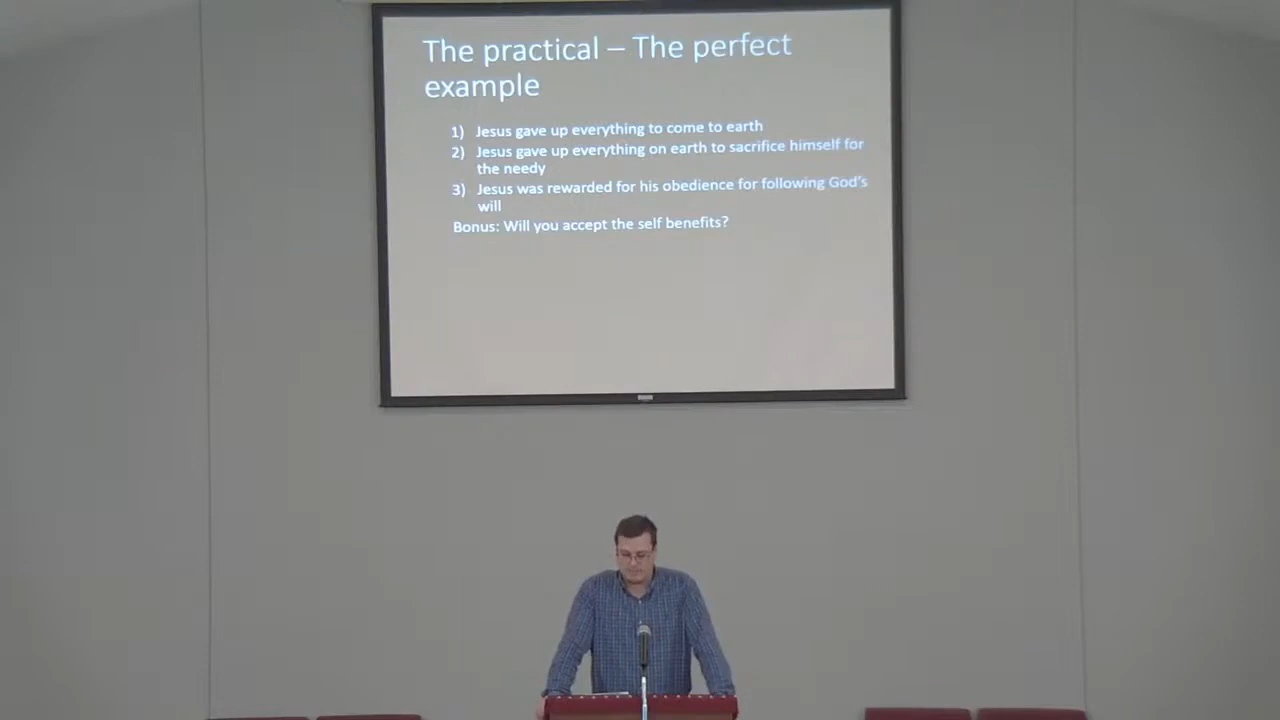 The practical – The perfect
example
1) Jesus gave up everything to come to earth
2) Jesus gave up everything on earth to sacrifice himself for
the needy
3) Jesus was rewarded for his obedience for following God's
will
Bonus: Will you accept the self benefits?